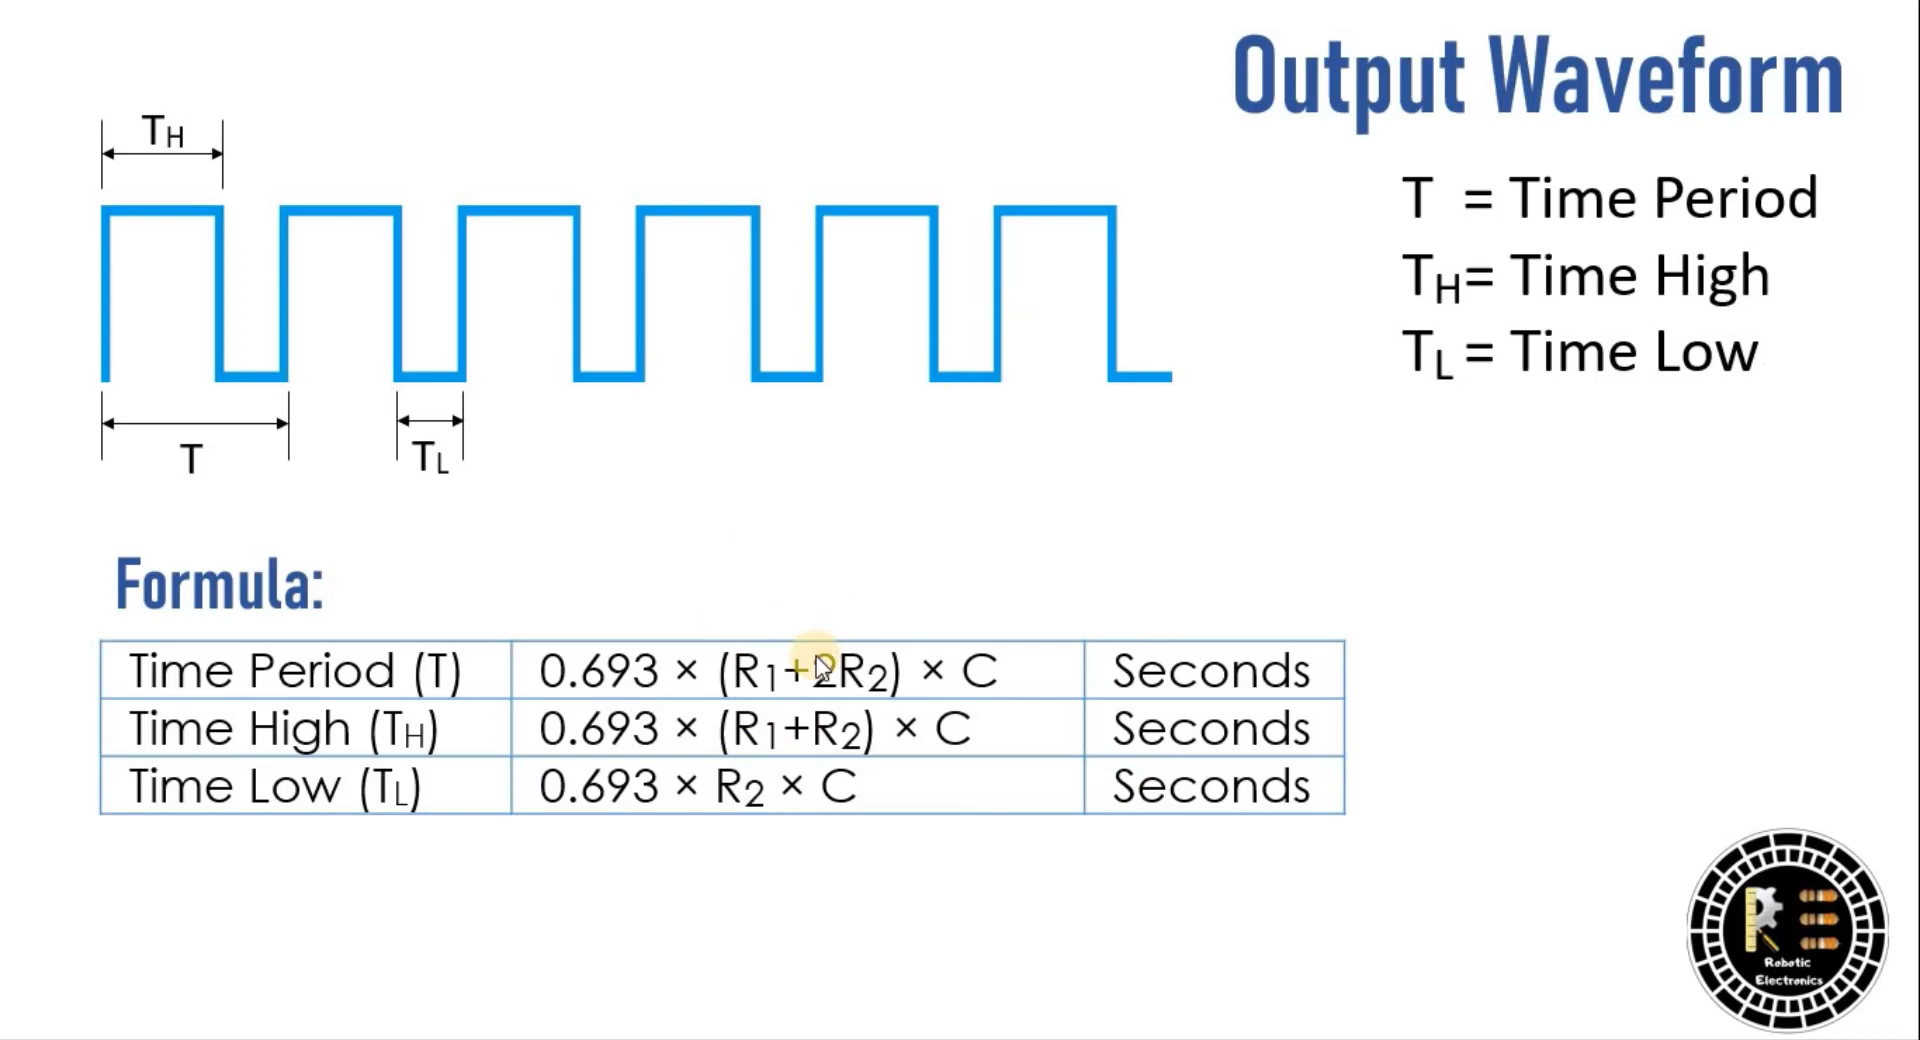 Output Waveform
TH
T = Time Period
TH= Time High
TL = Time Low
T
TL
Formula:
Time Period (T) 0.693 × (R1+2R2) × C Seconds
Time High (TH) 0.693 × (R1+R2) × C Seconds
Time Low (TL) 0.693 × R2 × C Seconds
Robotic
Electronics